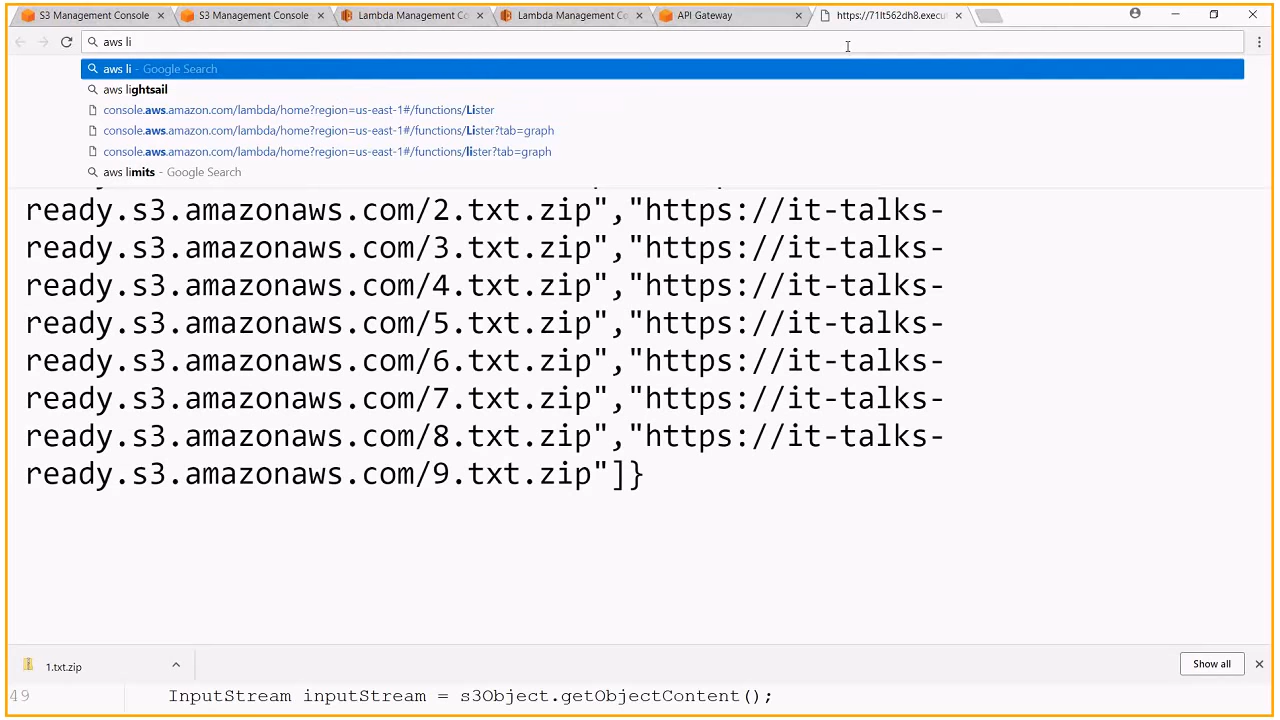 S3 Management Console
S3 Management Console
Lambda Management Co
Lambda Management Co
API Gateway
https://71lt562dh8.execu
aws li
aws li - Google Search
aws lightsail
console.aws.amazon.com/lambda/home?region=us-east-1#/functions/Lister
console.aws.amazon.com/lambda/home?region=us-east-1#/functions/Lister?tab=graph
console.aws.amazon.com/lambda/home?region=us-east-1#/functions/lister?tab=graph
aws limits - Google Search
ready.s3.amazonaws.com/2.txt.zip","https://it-talks-
ready.s3.amazonaws.com/3.txt.zip","https://it-talks-
ready.s3.amazonaws.com/4.txt.zip","https://it-talks-
ready.s3.amazonaws.com/5.txt.zip","https://it-talks-
ready.s3.amazonaws.com/6.txt.zip","https://it-talks-
ready.s3.amazonaws.com/7.txt.zip","https://it-talks-
ready.s3.amazonaws.com/8.txt.zip","https://it-talks-
ready.s3.amazonaws.com/9.txt.zip"]}
1.txt.zip
Show all
49 InputStream inputStream = s3Object.getObjectContent();